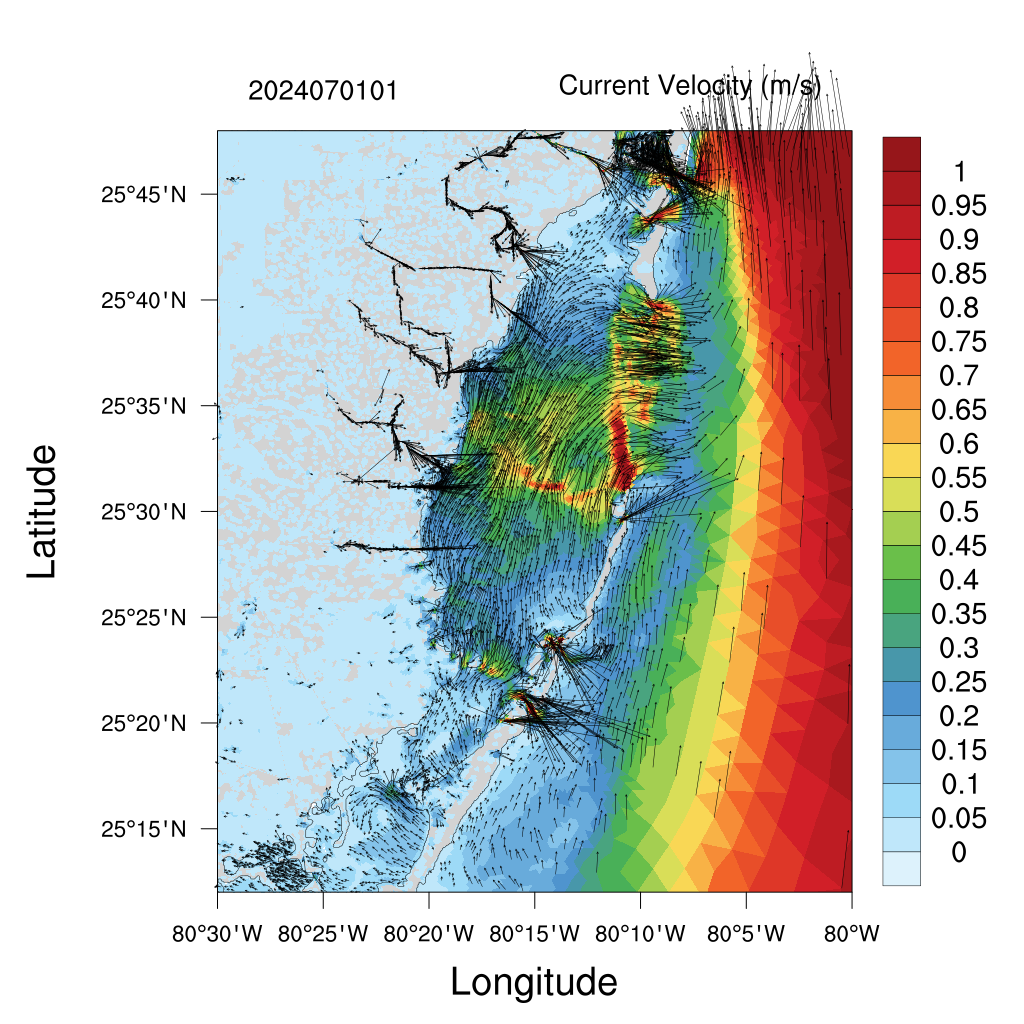 2024070101
Current Velocity (m/s)
25°45'N
25°40'N
25°35'N
25°30'N
25°25'N
25°20'N
25°15'N
Latitude
80°30'W 80°25'W 80°20'W 80°15'W 80°10'W 80°5'W 80°W
Longitude
1
0.95
0.9
0.85
0.8
0.75
0.7
0.65
0.6
0.55
0.5
0.45
0.4
0.35
0.3
0.25
0.2
0.15
0.1
0.05
0